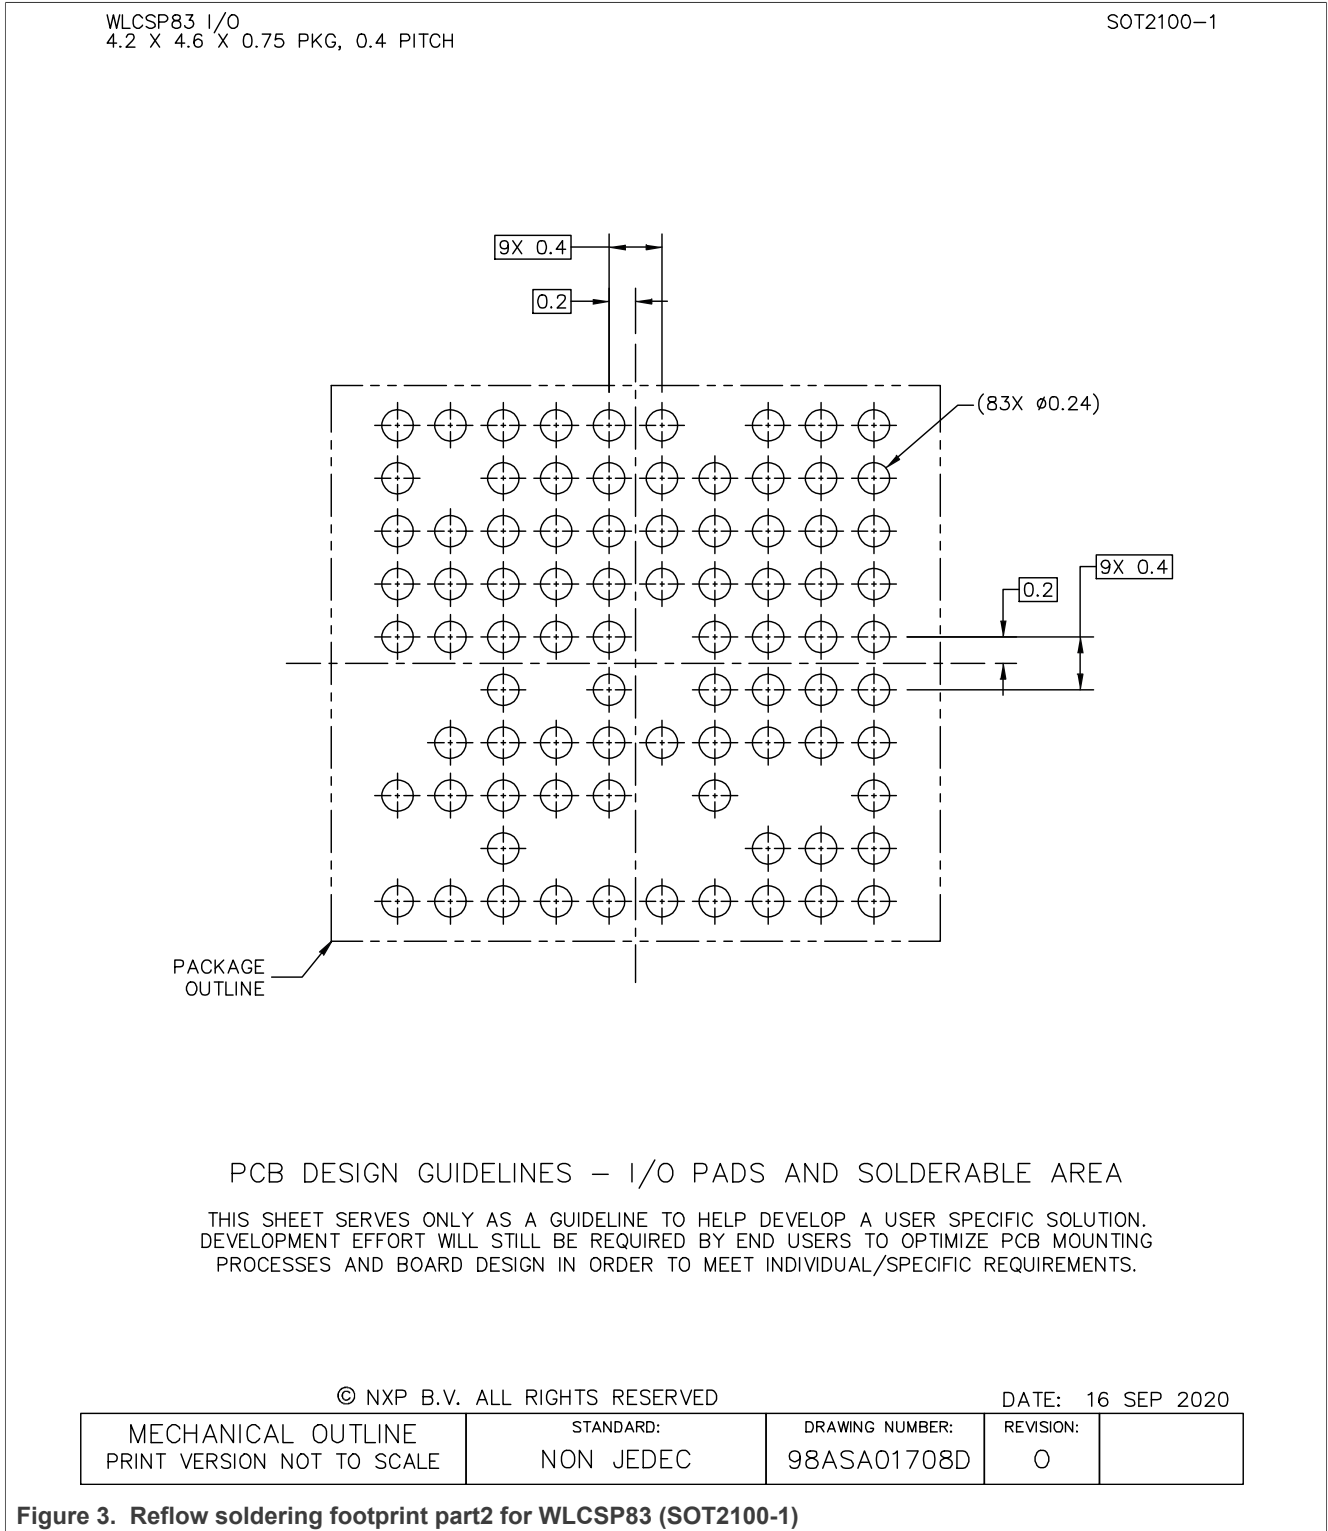 WLCSP83 I/O
4.2 X 4.6 X 0.75 PKG, 0.4 PITCH
SOT2100-1
9X 0.4
0.2
(83X ⌀0.24)
9X 0.4
0.2
PACKAGE
OUTLINE
PCB DESIGN GUIDELINES – I/O PADS AND SOLDERABLE AREA
THIS SHEET SERVES ONLY AS A GUIDELINE TO HELP DEVELOP A USER SPECIFIC SOLUTION.
DEVELOPMENT EFFORT WILL STILL BE REQUIRED BY END USERS TO OPTIMIZE PCB MOUNTING
PROCESSES AND BOARD DESIGN IN ORDER TO MEET INDIVIDUAL/SPECIFIC REQUIREMENTS.
© NXP B.V. ALL RIGHTS RESERVED
DATE: 16 SEP 2020
MECHANICAL OUTLINE
PRINT VERSION NOT TO SCALE
STANDARD:
NON JEDEC
DRAWING NUMBER:
98ASA01708D
REVISION:
O
Figure 3. Reflow soldering footprint part2 for WLCSP83 (SOT2100-1)